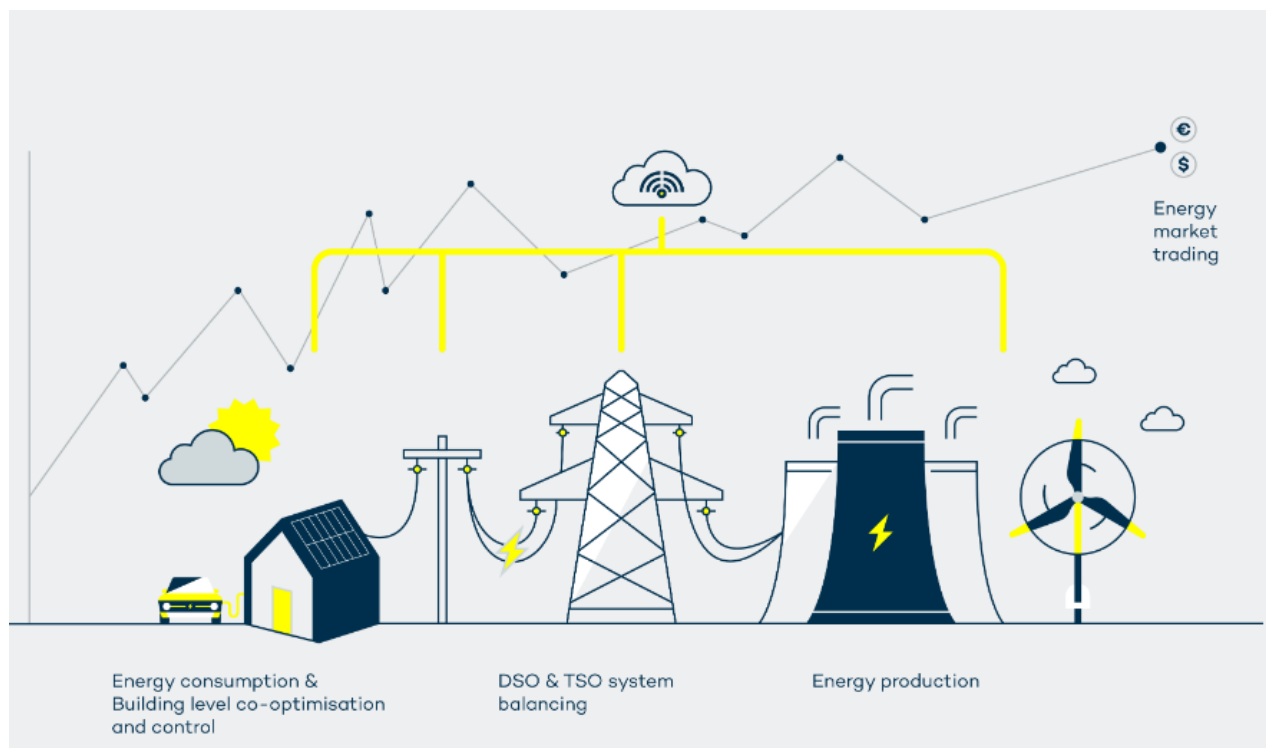 €
$
Energy
market
trading
Energy consumption &
Building level co-optimisation
and control
DSO & TSO system
balancing
Energy production